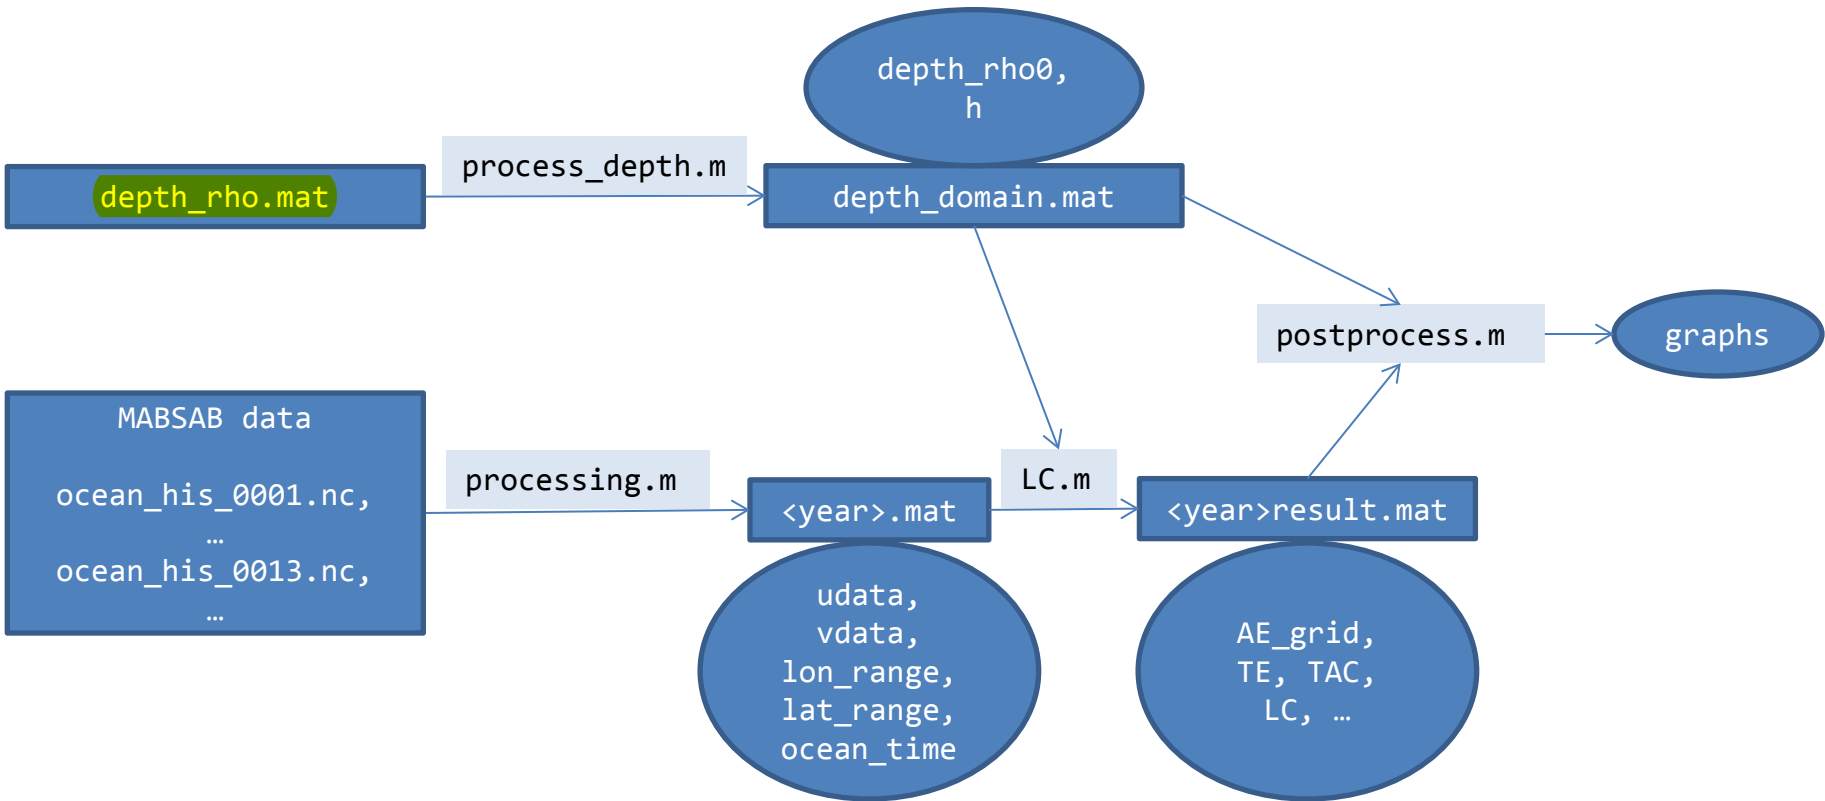 depth_rho0,
h
process_depth.m
depth_rho.mat
depth_domain.mat
postprocess.m
graphs
MABSAB data
ocean_his_0001.nc,
…
ocean_his_0013.nc,
…
processing.m
<year>.mat
LC.m
<year>result.mat
udata,
vdata,
lon_range,
lat_range,
ocean_time
AE_grid,
TE, TAC,
LC, …